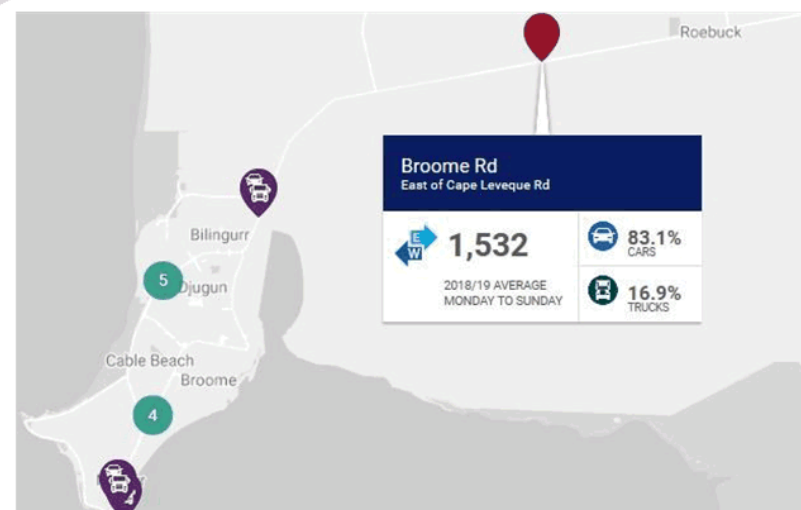 Roebuck
Broome Rd
East of Cape Leveque Rd
E
W
1,532
2018/19 AVERAGE
MONDAY TO SUNDAY
83.1%
CARS
16.9%
TRUCKS
Bilingurr
5
Djugun
Cable Beach
Broome
4